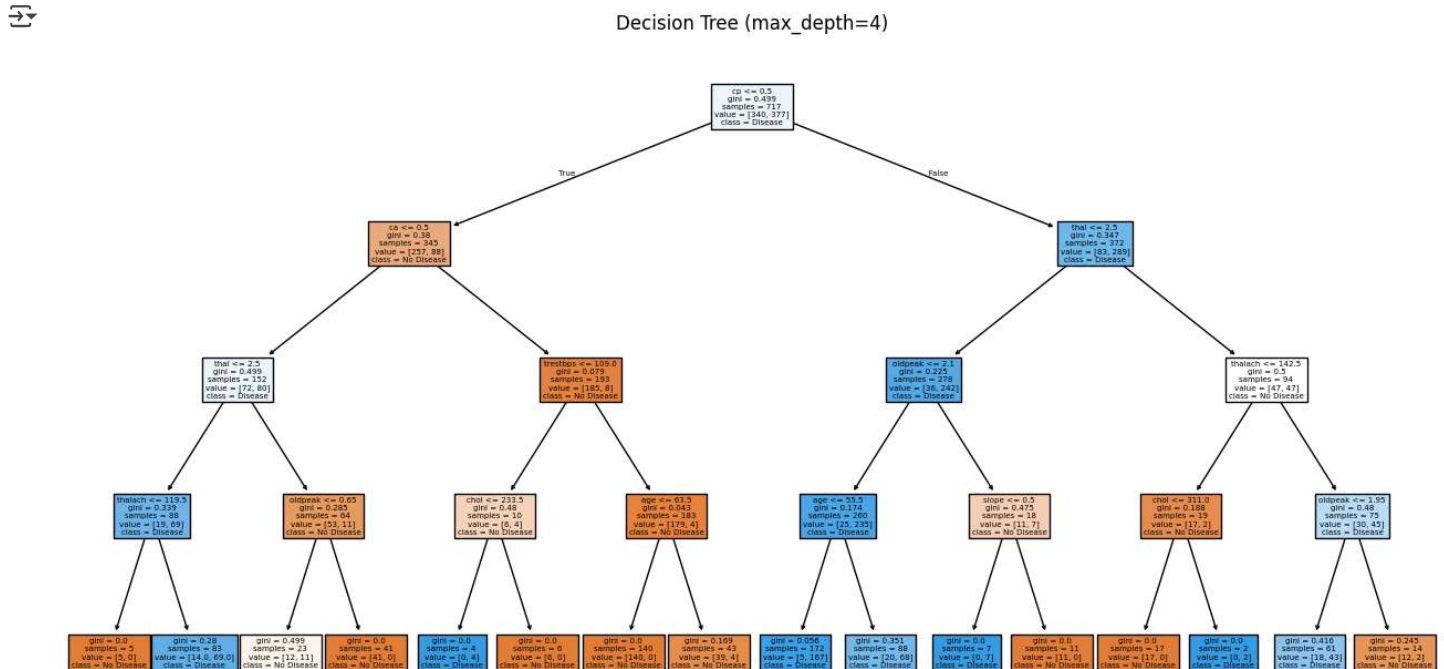 Decision Tree (max_depth=4)
cp <= 0.5
gini = 0.499
samples = 717
value = [340, 377]
class = Disease
True
False
ca <= 0.5
gini = 0.38
samples = 345
value = [257, 88]
class = No Disease
thal <= 2.5
gini = 0.347
samples = 372
value = [83, 289]
class = Disease
thal <= 2.5
gini = 0.499
samples = 152
value = [72, 80]
class = Disease
trestbps <= 109.0
gini = 0.079
samples = 193
value = [185, 8]
class = No Disease
oldpeak <= 2.1
gini = 0.225
samples = 278
value = [36, 242]
class = Disease
thalach <= 142.5
gini = 0.5
samples = 94
value = [47, 47]
class = No Disease
thalach <= 119.5
gini = 0.339
samples = 88
value = [19, 69]
class = Disease
oldpeak <= 0.65
gini = 0.285
samples = 64
value = [53, 11]
class = No Disease
chol <= 233.5
gini = 0.48
samples = 10
value = [6, 4]
class = No Disease
age <= 63.5
gini = 0.043
samples = 183
value = [179, 4]
class = No Disease
age <= 55.5
gini = 0.174
samples = 260
value = [25, 235]
class = Disease
slope <= 0.5
gini = 0.475
samples = 18
value = [11, 7]
class = No Disease
chol <= 311.0
gini = 0.188
samples = 19
value = [17, 2]
class = No Disease
oldpeak <= 1.95
gini = 0.48
samples = 75
value = [30, 45]
class = Disease
gini = 0.0
samples = 5
value = [5, 0]
class = No Disease
gini = 0.28
samples = 83
value = [14.0, 69.0]
class = Disease
gini = 0.499
samples = 23
value = [12, 11]
class = No Disease
gini = 0.0
samples = 41
value = [41, 0]
class = No Disease
gini = 0.0
samples = 4
value = [0, 4]
class = Disease
gini = 0.0
samples = 6
value = [6, 0]
class = No Disease
gini = 0.0
samples = 140
value = [140, 0]
class = No Disease
gini = 0.169
samples = 43
value = [39, 4]
class = No Disease
gini = 0.056
samples = 172
value = [5, 167]
class = Disease
gini = 0.351
samples = 88
value = [20, 68]
class = Disease
gini = 0.0
samples = 7
value = [0, 7]
class = Disease
gini = 0.0
samples = 11
value = [11, 0]
class = No Disease
gini = 0.0
samples = 17
value = [17, 0]
class = No Disease
gini = 0.0
samples = 2
value = [0, 2]
class = Disease
gini = 0.416
samples = 61
value = [18, 43]
class = Disease
gini = 0.245
samples = 14
value = [12, 2]
class = No Disease